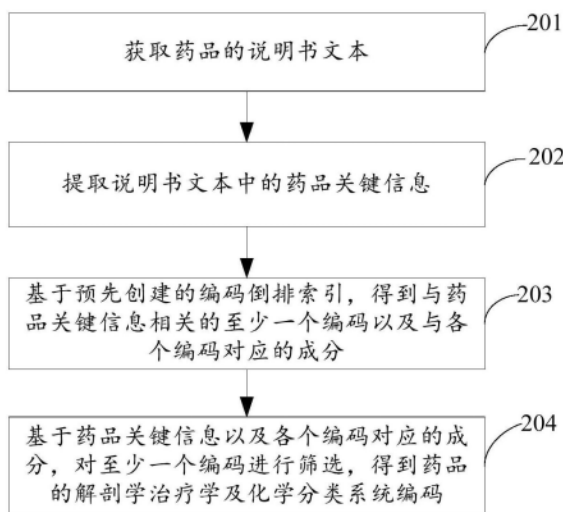 获取药品的说明书文本
201
提取说明书文本中的药品关键信息
202
基于预先创建的编码倒排索引，得到与药
品关键信息相关的至少一个编码以及与各
个编码对应的成分
203
基于药品关键信息以及各个编码对应的成
分，对至少一个编码进行筛选，得到药品
的解剖学治疗学及化学分类系统编码
204